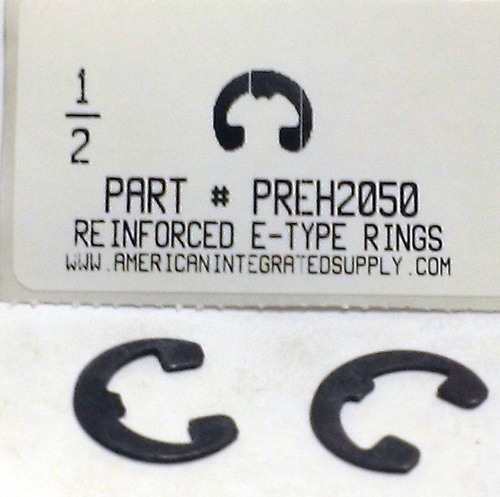 1/2
PART # PREH2050
REINFORCED E-TYPE RINGS
WWW.AMERICANINTEGRATEDSUPPLY.COM